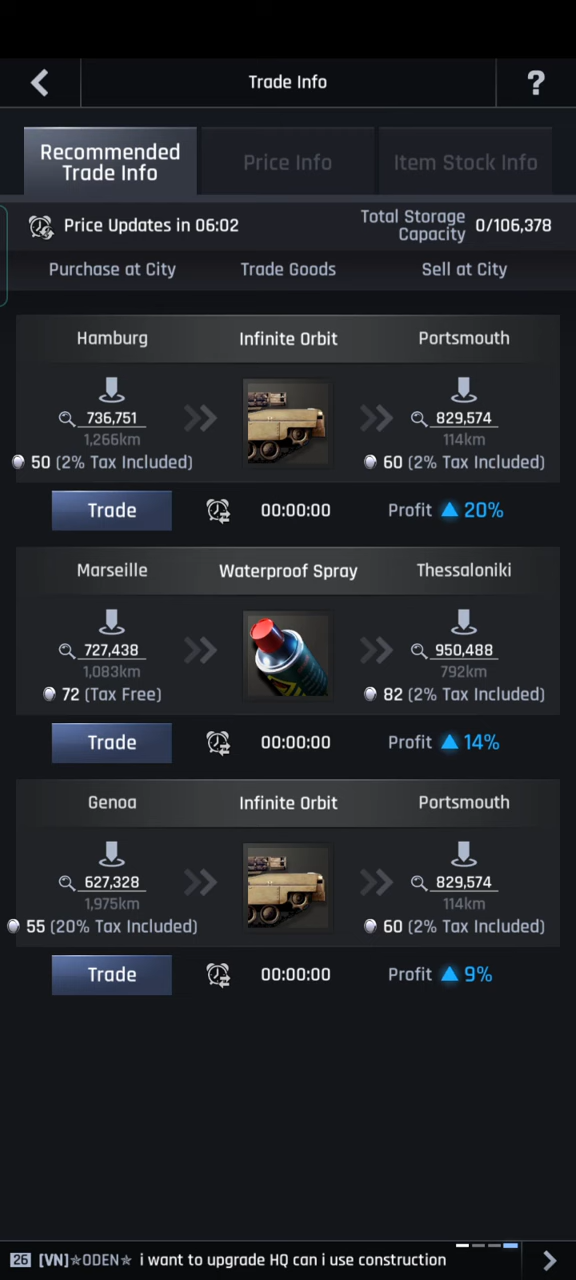 Trade Info
?
Recommended
Trade Info
Price Info
Item Stock Info
Price Updates in 06:02
Total Storage
Capacity
0/106,378
Purchase at City
Trade Goods
Sell at City
Hamburg
Infinite Orbit
Portsmouth
736,751
829,574
1,266km
114km
50 (2% Tax Included)
60 (2% Tax Included)
Trade
00:00:00
Profit ▲ 20%
Marseille
Waterproof Spray
Thessaloniki
727,438
950,488
1,083km
792km
72 (Tax Free)
82 (2% Tax Included)
Trade
00:00:00
Profit ▲ 14%
Genoa
Infinite Orbit
Portsmouth
627,328
829,574
1,975km
114km
55 (20% Tax Included)
60 (2% Tax Included)
Trade
00:00:00
Profit ▲ 9%
26 [VN]✯ODEN✯ i want to upgrade HQ can i use construction